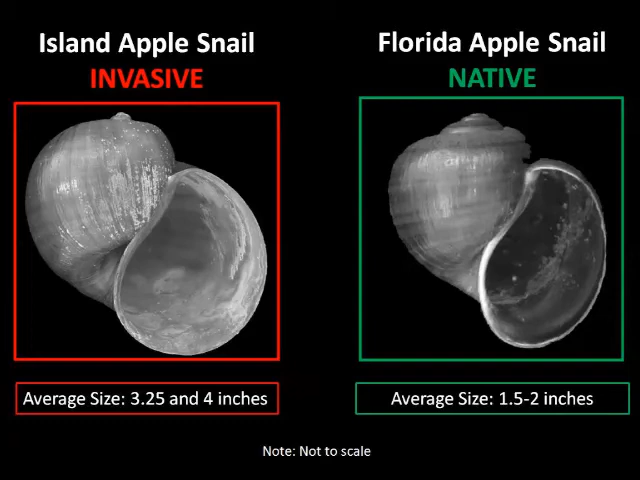 Island Apple Snail
INVASIVE
Average Size: 3.25 and 4 inches
Florida Apple Snail
NATIVE
Average Size: 1.5-2 inches
Note: Not to scale